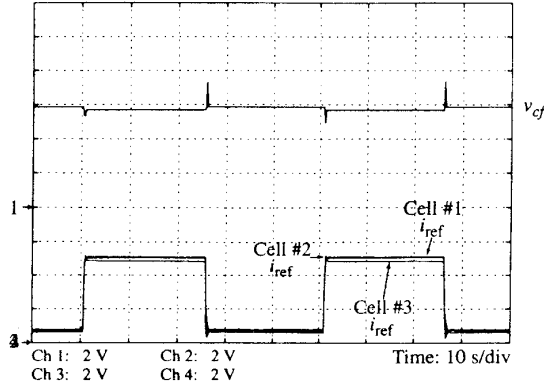 v_cf
1
Cell #1
i_ref
Cell #2
i_ref
Cell #3
i_ref
Ch 1: 2 V Ch 2: 2 V Time: 10 s/div
Ch 3: 2 V Ch 4: 2 V